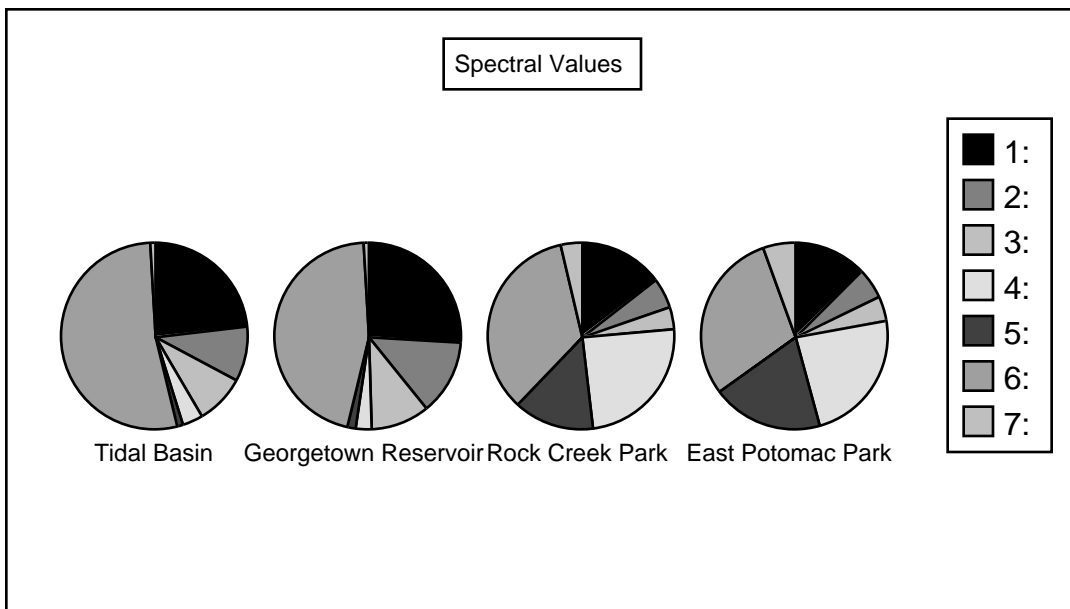 Spectral Values
1:
2:
3:
4:
5:
6:
7:
Tidal Basin
Georgetown Reservoir
Rock Creek Park
East Potomac Park